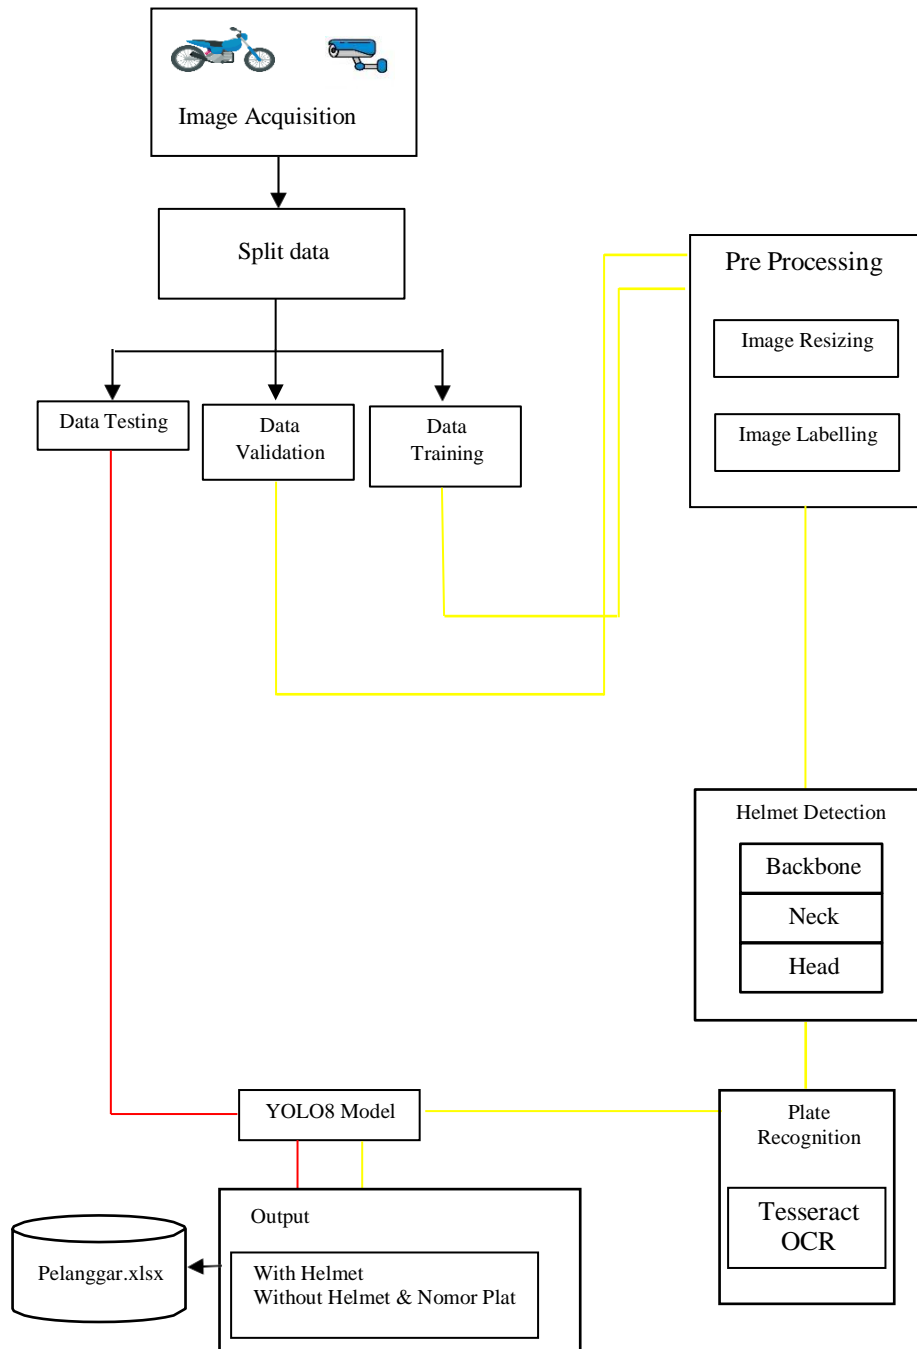 Image Acquisition
Split data
Pre Processing
Image Resizing
Image Labelling
Data Testing
Data
Validation
Data
Training
Helmet Detection
Backbone
Neck
Head
YOLO8 Model
Plate
Recognition
Tesseract
OCR
Output
With Helmet
Without Helmet & Nomor Plat
Pelanggar.xlsx